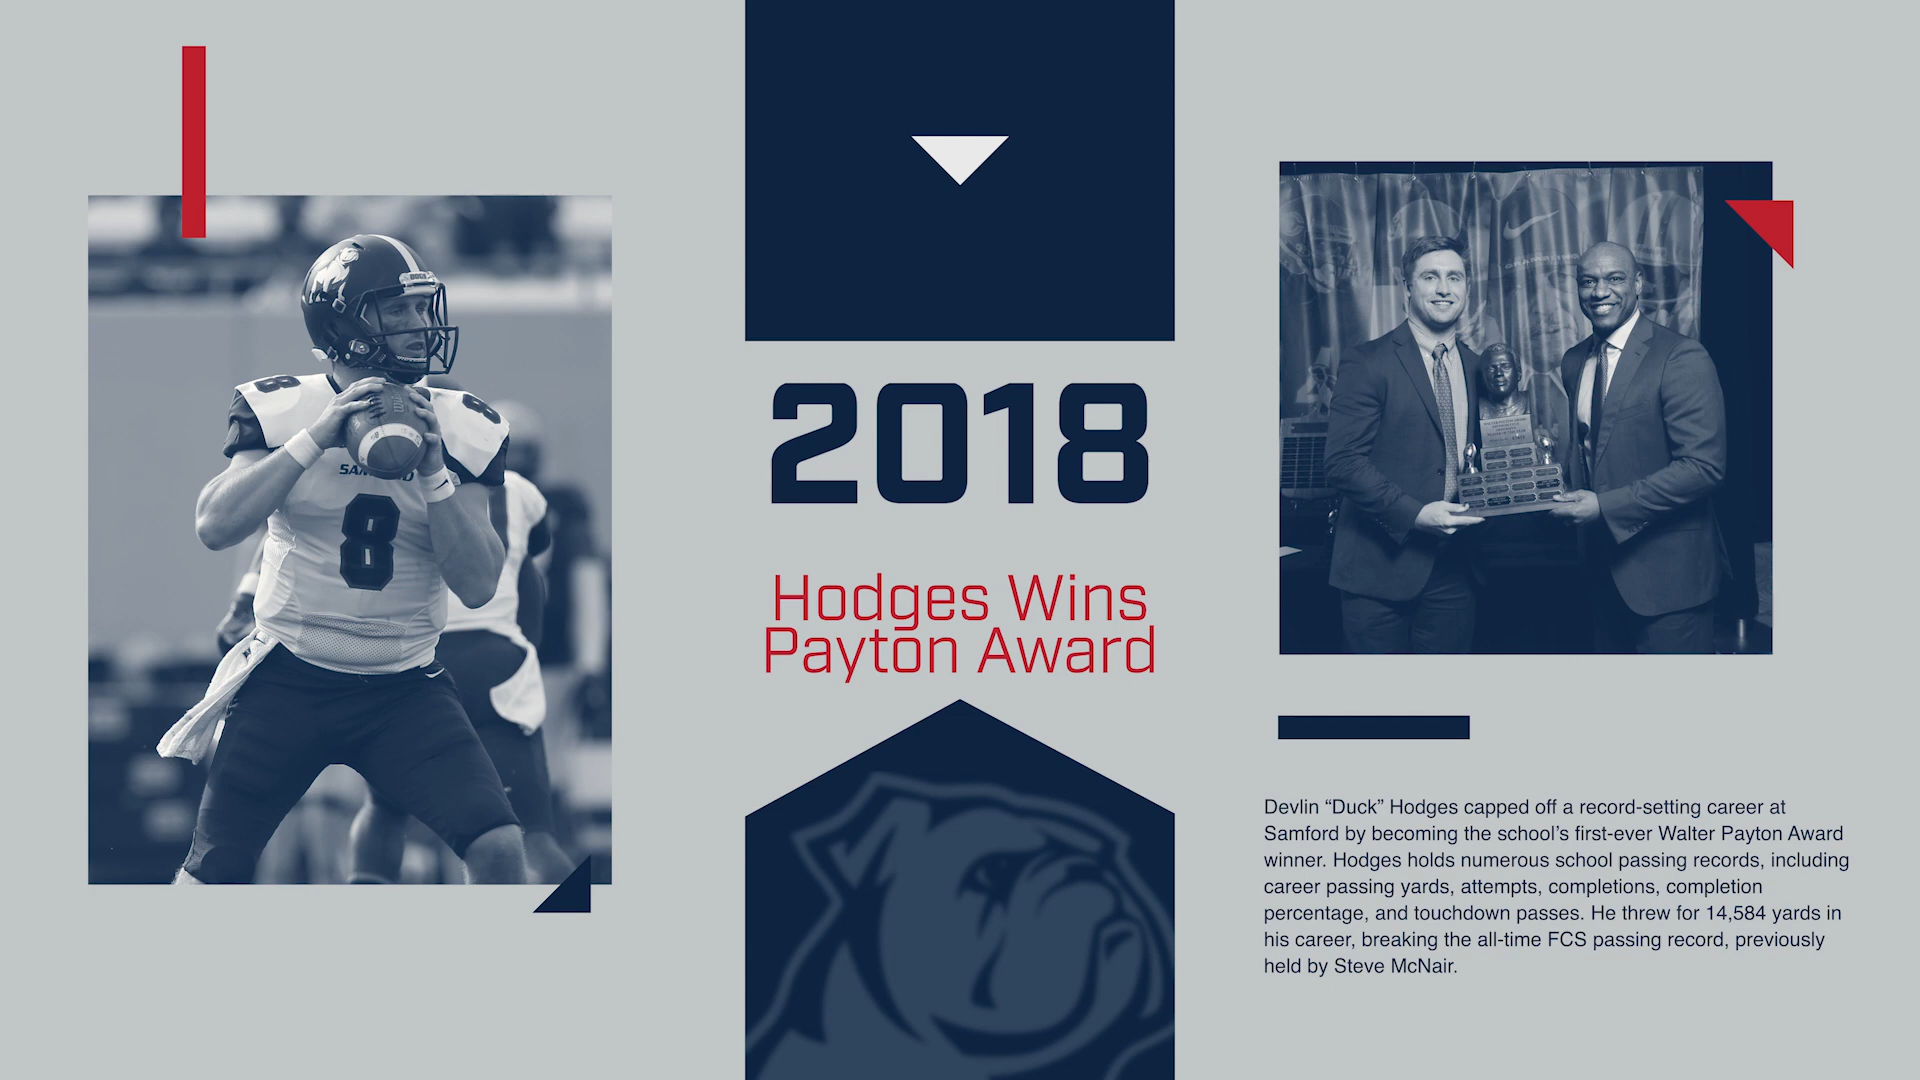 2018
Hodges Wins
Payton Award
8
8
8
Devlin “Duck” Hodges capped off a record-setting career at
Samford by becoming the school’s first-ever Walter Payton Award
winner. Hodges holds numerous school passing records, including
career passing yards, attempts, completions, completion
percentage, and touchdown passes. He threw for 14,584 yards in
his career, breaking the all-time FCS passing record, previously
held by Steve McNair.